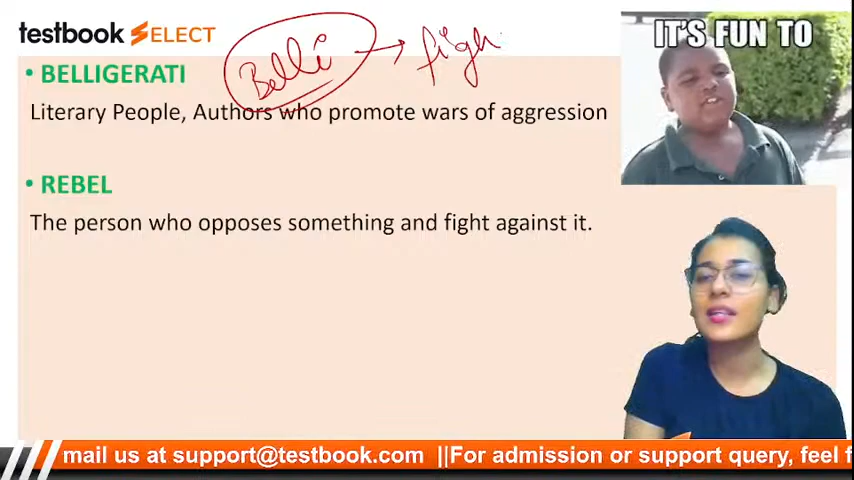 testbook SELECT
Belli → figh
IT'S FUN TO
• BELLIGERATI
Literary People, Authors who promote wars of aggression
• REBEL
The person who opposes something and fight against it.
mail us at support@testbook.com ||For admission or support query, feel f